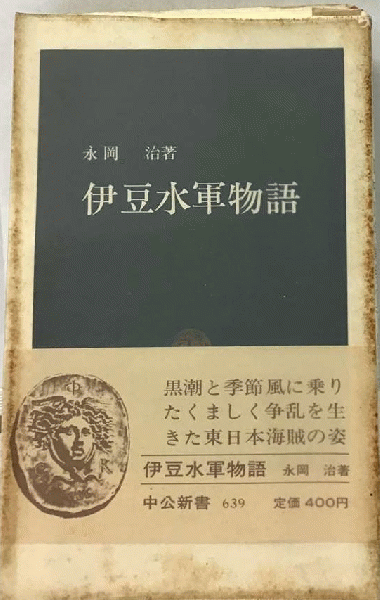 永岡 治著
伊豆水軍物語
黒潮と季節風に乗り
たくましく争乱を生
きた東日本海賊の姿
伊豆水軍物語 永岡 治著
中公新書 639 定価 400円